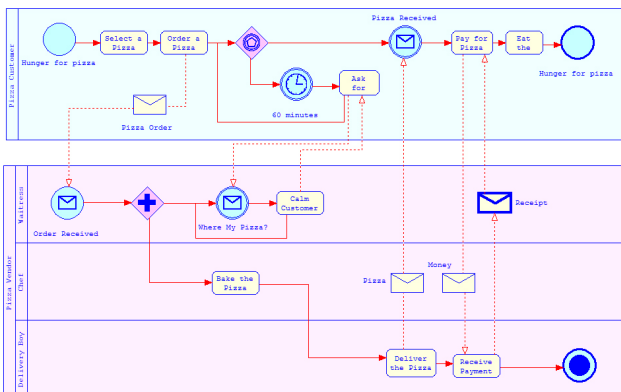 Pizza Received
Pizza Customer
Hunger for pizza
Select a
Pizza
Order a
Pizza
Pay for
Pizza
Eat
the
Hunger for pizza
Ask
for
60 minutes
Pizza Order
Pizza Vendor
Waitress
Order Received
Where My Pizza?
Calm
Customer
Receipt
Chef
Bake the
Pizza
Pizza
Money
Delivery Boy
Deliver
the Pizza
Receive
Payment